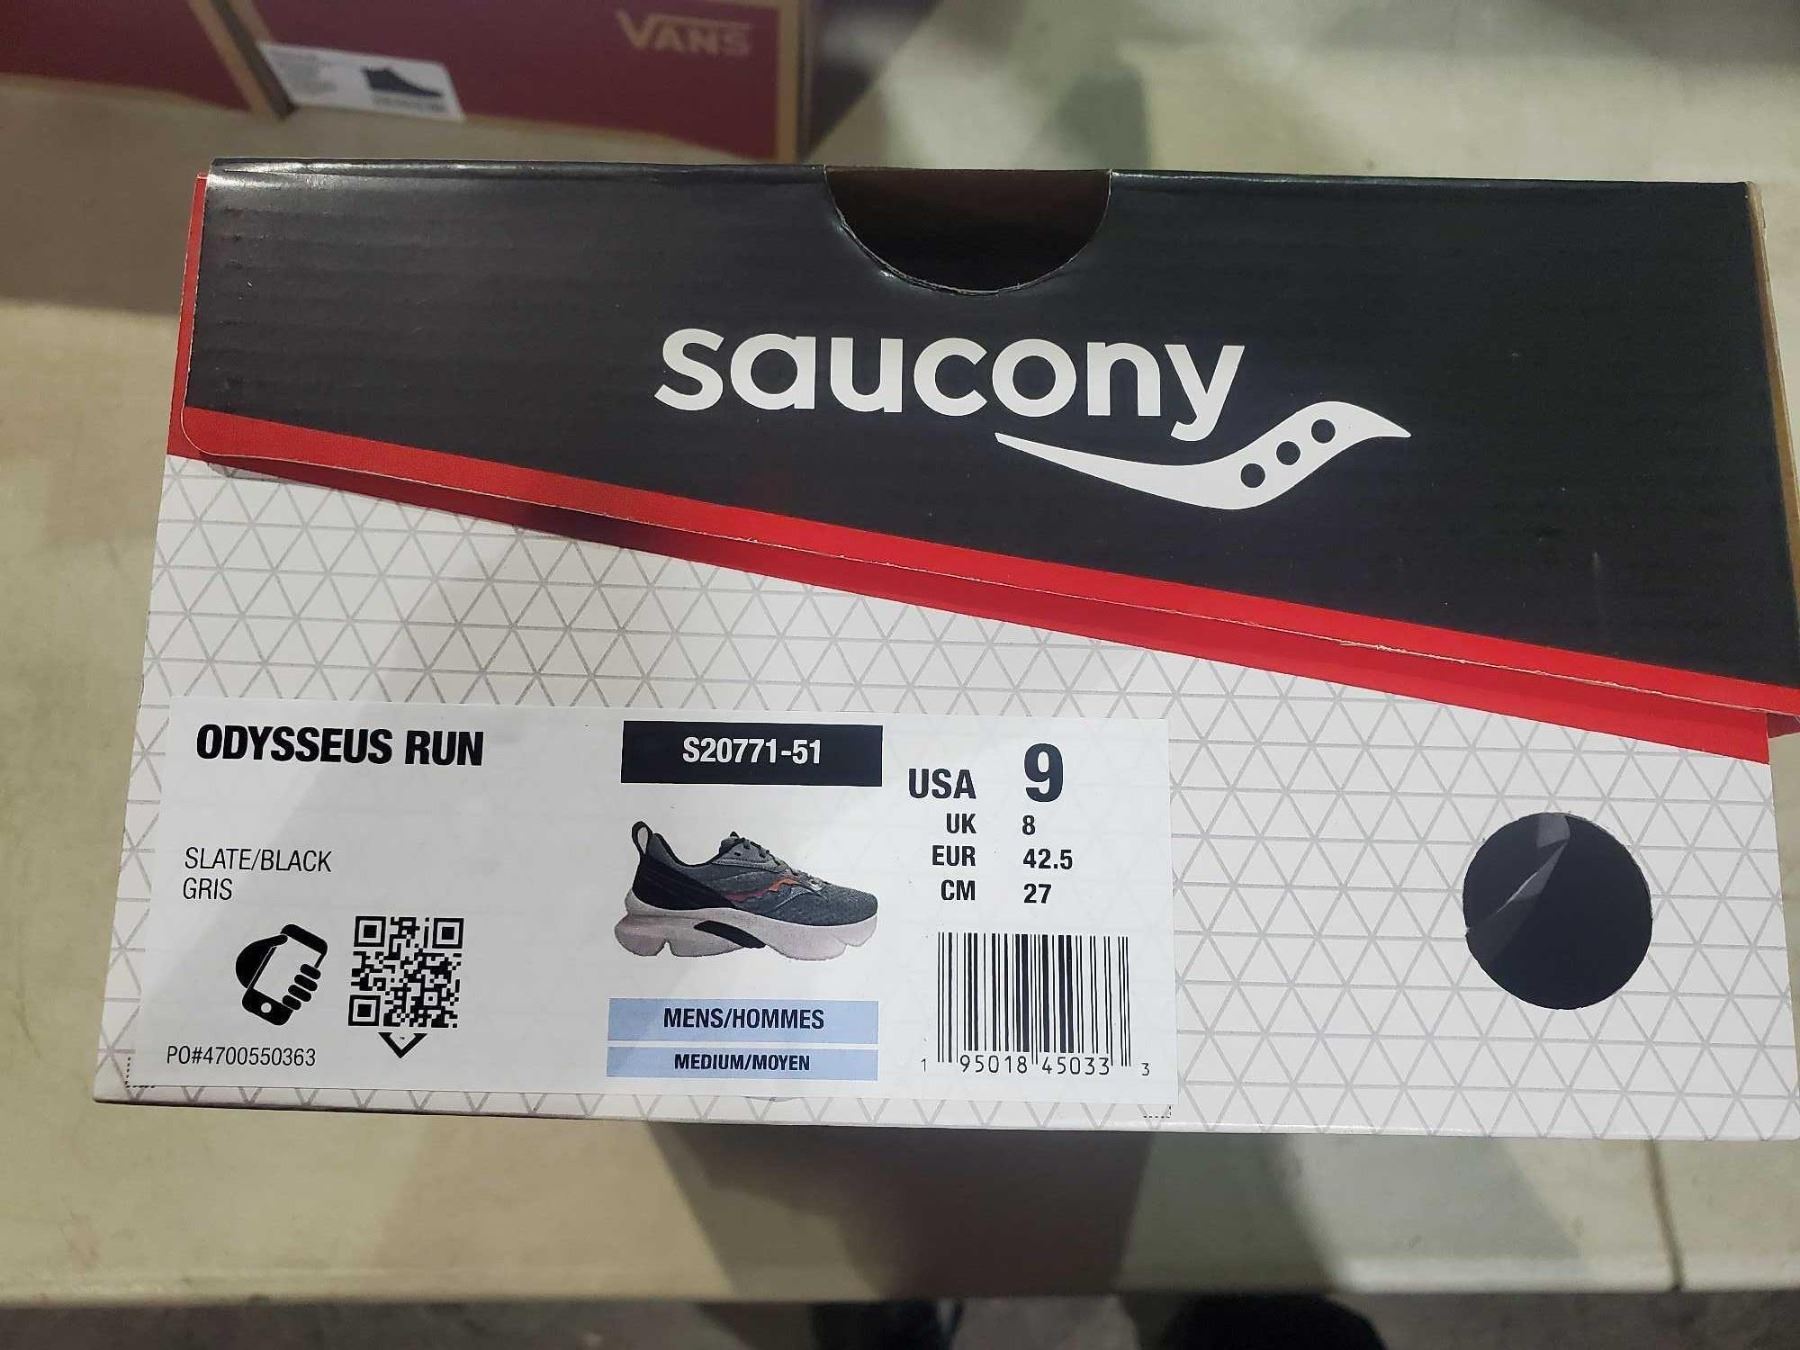 VANS
saucony
ODYSSEUS RUN
S20771-51
SLATE/BLACK
GRIS
USA 9
UK 8
EUR 42.5
CM 27
MENS/HOMMES
MEDIUM/MOYEN
PO#4700550363
1 95018 45033 3